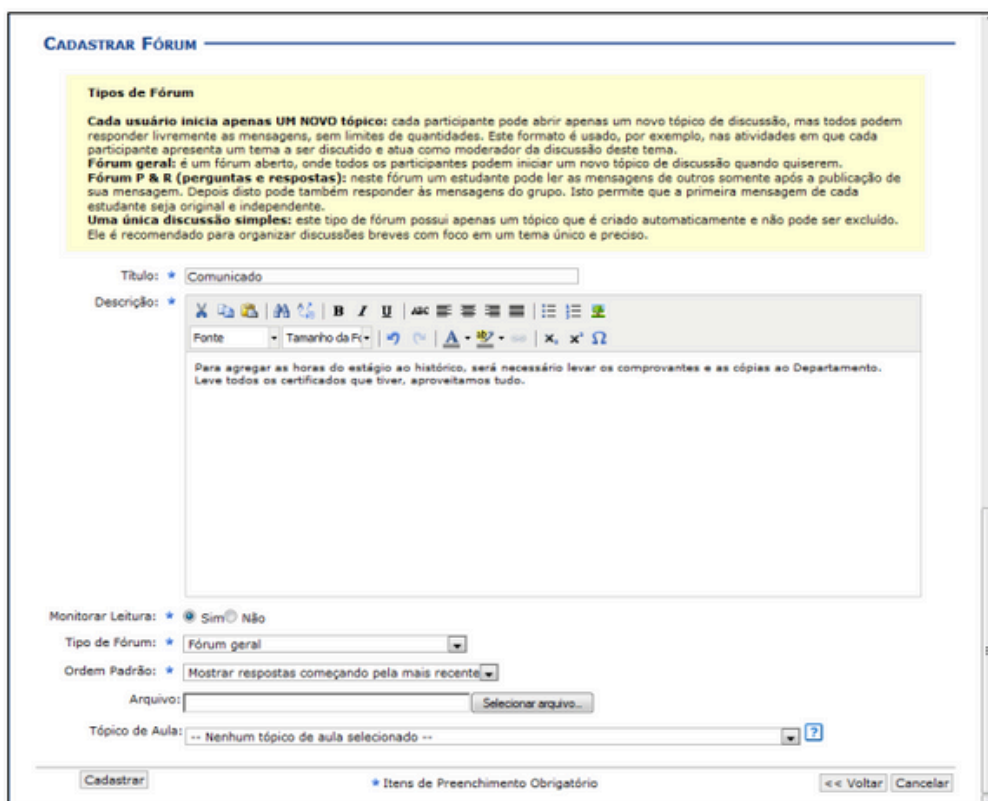 CADASTRAR FÓRUM
Tipos de Fórum
Cada usuário inicia apenas UM NOVO tópico: cada participante pode abrir apenas um novo tópico de discussão, mas todos podem
responder livremente as mensagens, sem limites de quantidades. Este formato é usado, por exemplo, nas atividades em que cada
participante apresenta um tema a ser discutido e atua como moderador da discussão deste tema.
Fórum geral: é um fórum aberto, onde todos os participantes podem iniciar um novo tópico de discussão quando quiserem.
Fórum P & R (perguntas e respostas): neste fórum um estudante pode ler as mensagens de outros somente após a publicação de
sua mensagem. Depois disto pode também responder às mensagens do grupo. Isto permite que a primeira mensagem de cada
estudante seja original e independente.
Uma única discussão simples: este tipo de fórum possui apenas um tópico que é criado automaticamente e não pode ser excluído.
Ele é recomendado para organizar discussões breves com foco em um tema único e preciso.
Título: * Comunicado
Descrição: *
B I U ABC
Fonte Tamanho da Fo A ab x₂ x² Ω
Para agregar as horas do estágio ao histórico, será necessário levar os comprovantes e as cópias ao Departamento.
Leve todos os certificados que tiver, aproveitamos tudo.
Monitorar Leitura: * Sim Não
Tipo de Fórum: * Fórum geral
Ordem Padrão: * Mostrar respostas começando pela mais recente
Arquivo: Selecionar arquivo...
Tópico de Aula: -- Nenhum tópico de aula selecionado -- ?
Cadastrar * Itens de Preenchimento Obrigatório << Voltar Cancelar